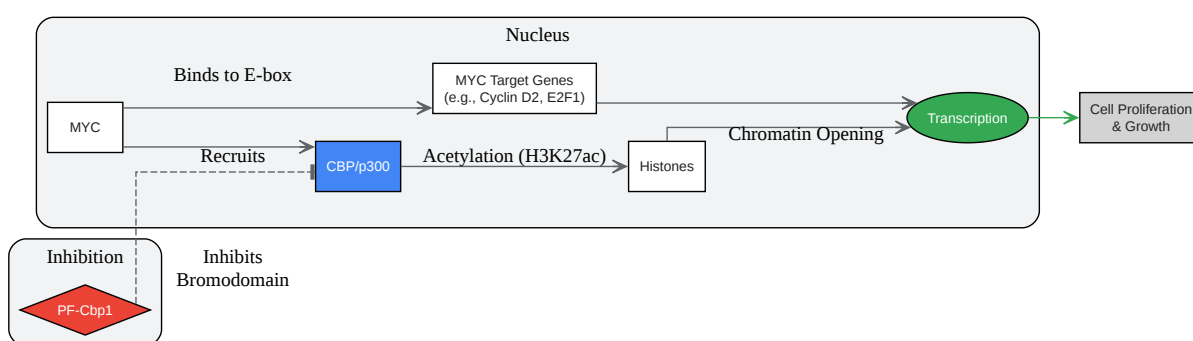 Nucleus
Binds to E-box
MYC Target Genes
(e.g., Cyclin D2, E2F1)
MYC
Recruits
CBP/p300
Acetylation (H3K27ac)
Histones
Chromatin Opening
Transcription
Cell Proliferation
& Growth
Inhibition
PF-Cbp1
Inhibits
Bromodomain